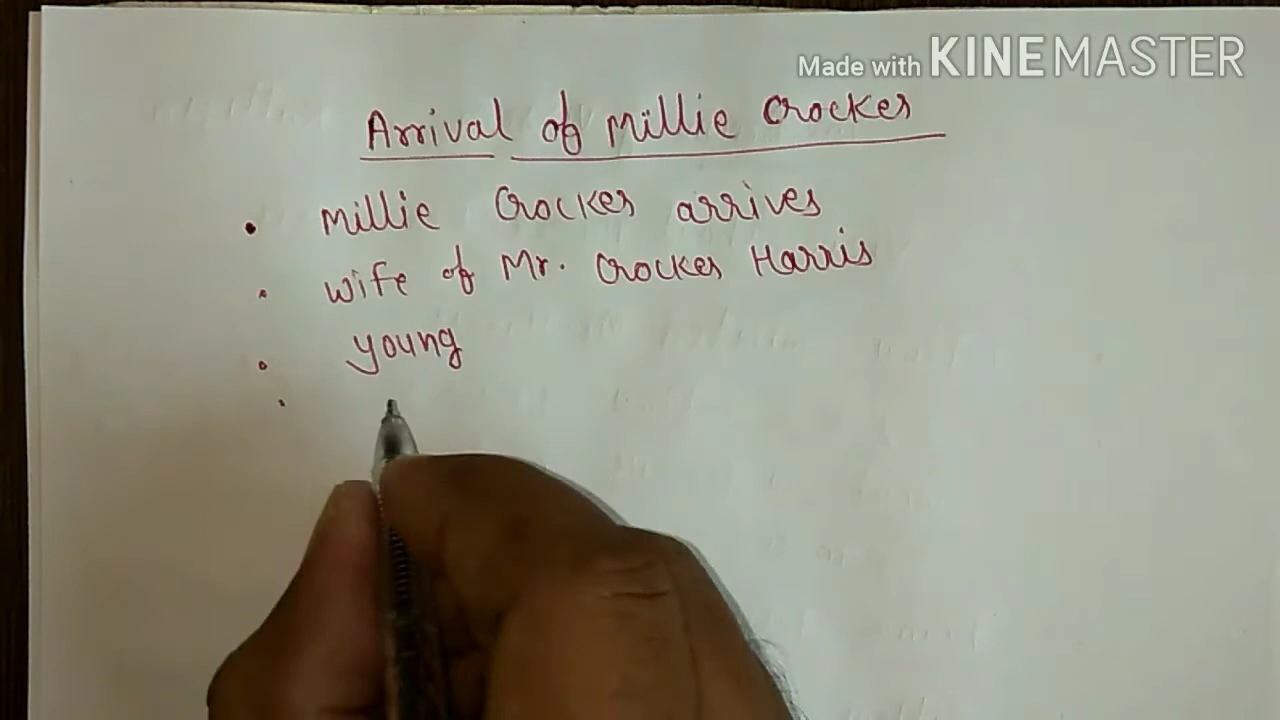 Made with KINEMASTER
Arrival of Millie Crocker
• Millie Crocker arrives
• wife of Mr. Crocker Harris
• young
•